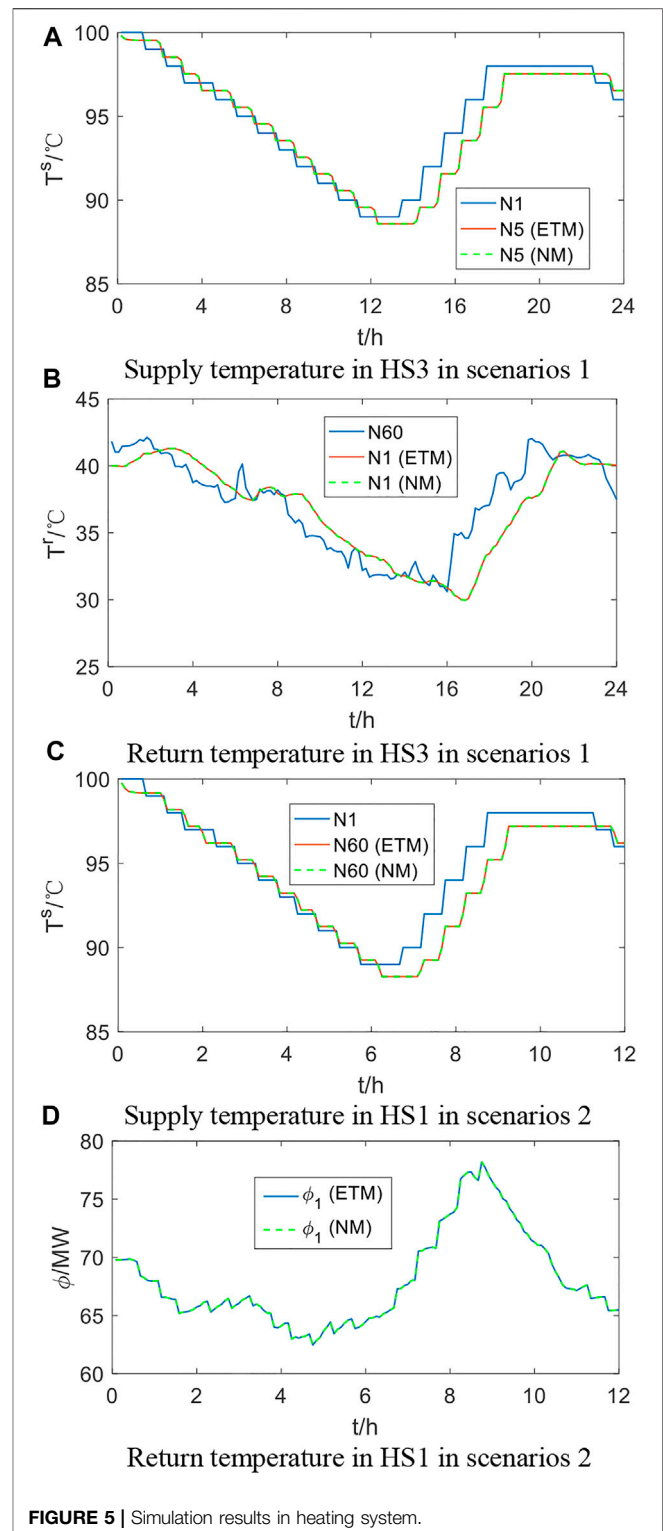 A
100
95
90
85
T^s/℃
N1
N5 (ETM)
N5 (NM)
0 4 8 12 16 20 24
t/h
Supply temperature in HS3 in scenarios 1
B
45
40
35
30
25
T^r/℃
N60
N1 (ETM)
N1 (NM)
0 4 8 12 16 20 24
t/h
Return temperature in HS3 in scenarios 1
C
100
95
90
85
T^s/℃
N1
N60 (ETM)
N60 (NM)
0 2 4 6 8 10 12
t/h
Supply temperature in HS1 in scenarios 2
D
80
75
70
65
60
ϕ/MW
ϕ₁ (ETM)
ϕ₁ (NM)
0 2 4 6 8 10 12
t/h
Return temperature in HS1 in scenarios 2
FIGURE 5 | Simulation results in heating system.